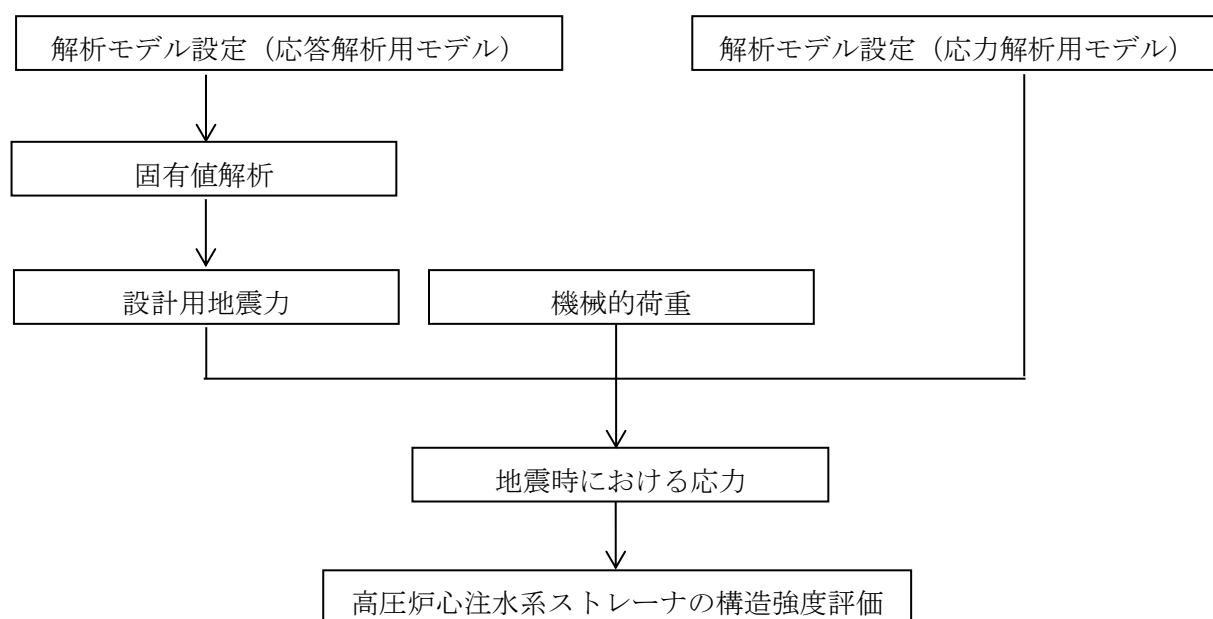 解析モデル設定（応答解析用モデル）
解析モデル設定（応力解析用モデル）
固有値解析
設計用地震力
機械的荷重
地震時における応力
高圧炉心注水系ストレーナの構造強度評価